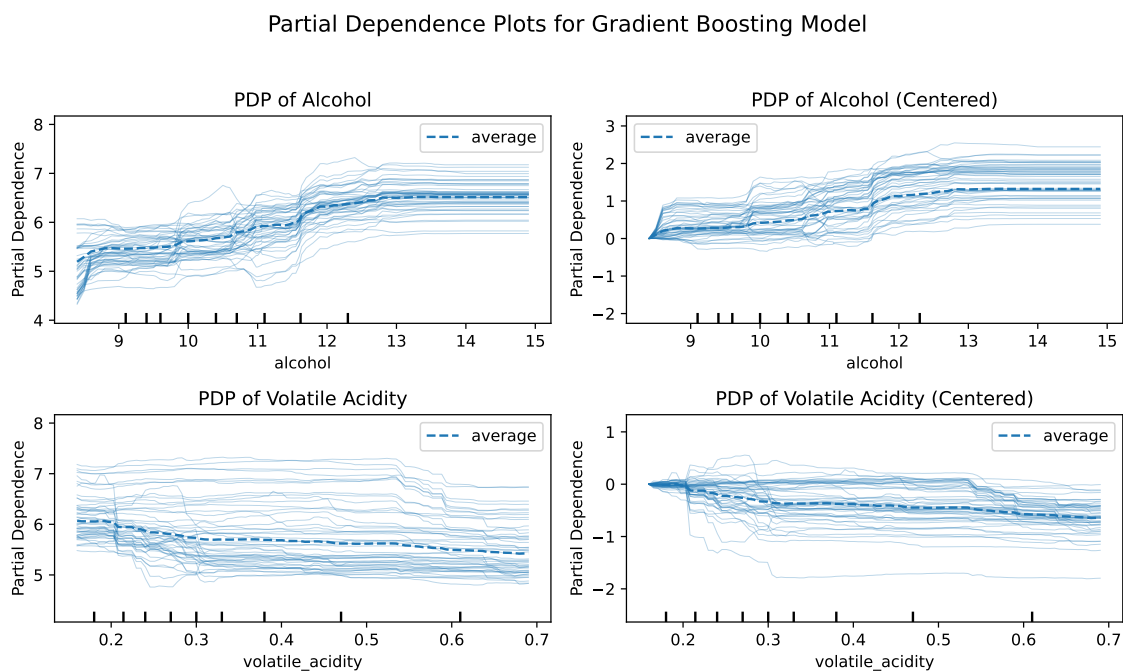 Partial Dependence Plots for Gradient Boosting Model
PDP of Alcohol
8
7
6
5
4
Partial Dependence
average
9 10 11 12 13 14 15
alcohol
PDP of Alcohol (Centered)
3
2
1
0
−1
−2
Partial Dependence
average
9 10 11 12 13 14 15
alcohol
PDP of Volatile Acidity
8
7
6
5
Partial Dependence
average
0.2 0.3 0.4 0.5 0.6 0.7
volatile_acidity
PDP of Volatile Acidity (Centered)
1
0
−1
−2
Partial Dependence
average
0.2 0.3 0.4 0.5 0.6 0.7
volatile_acidity